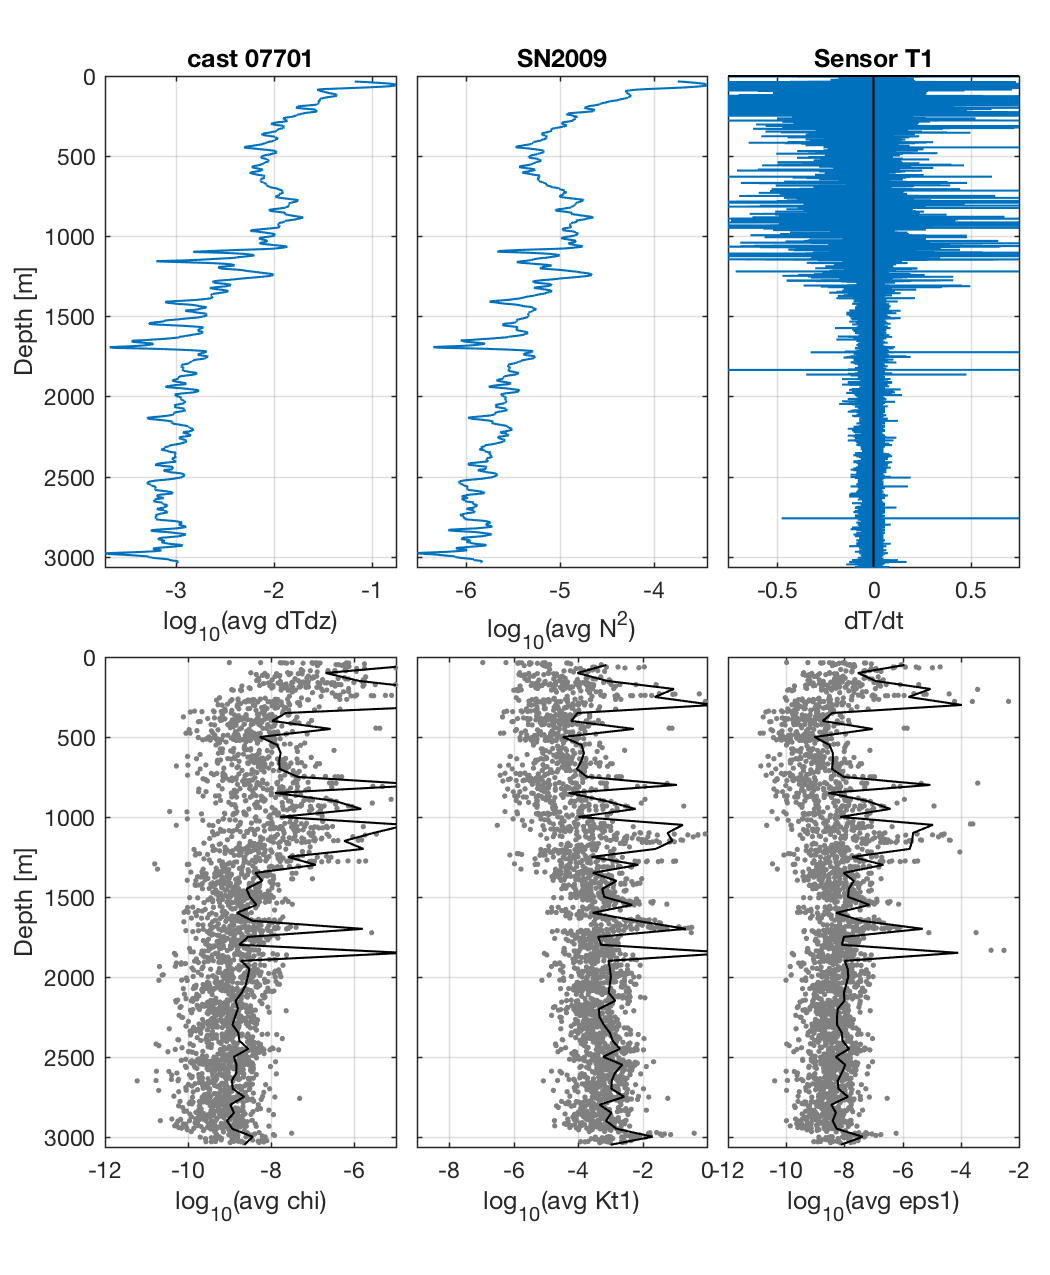 cast 07701 SN2009 Sensor T1
0
500
1000
1500
2000
2500
3000
Depth [m]
-3 -2 -1 -6 -5 -4 -0.5 0 0.5
log10(avg dTdz) log10(avg N2) dT/dt
0
500
1000
1500
2000
2500
3000
Depth [m]
-12 -10 -8 -6 -8 -6 -4 -2 0 -12 -10 -8 -6 -4 -2
log10(avg chi) log10(avg Kt1) log10(avg eps1)